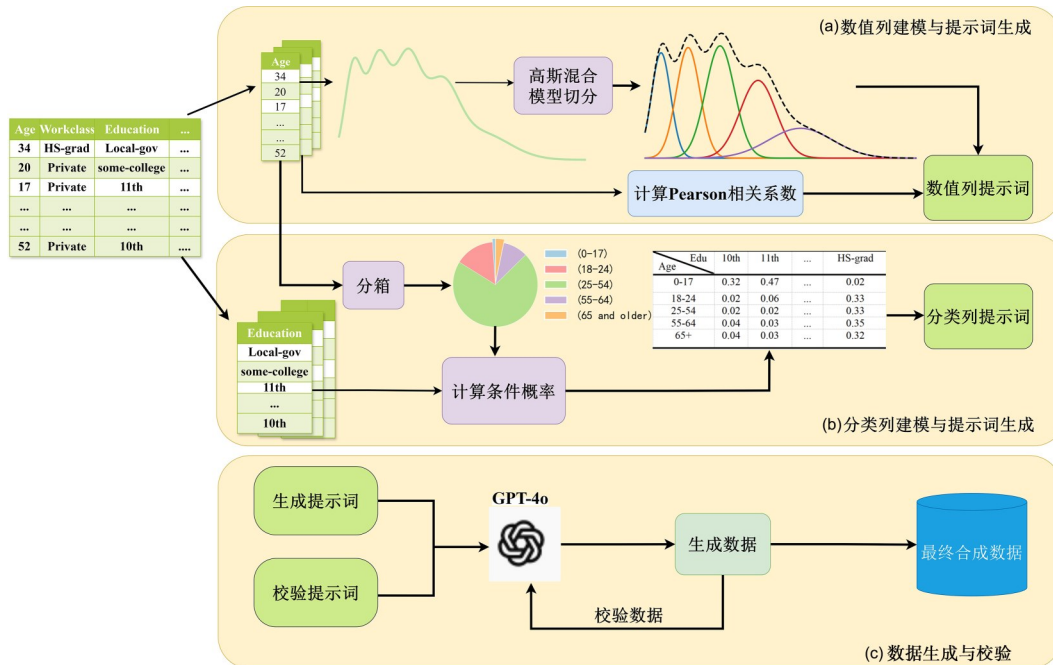 (a)数值列建模与提示词生成
Age
34
20
17
...
...
52
高斯混合
模型切分
计算Pearson相关系数
数值列提示词
Age Workclass Education ...
34 HS-grad Local-gov ...
20 Private some-college ...
17 Private 11th ...
... ... ... ...
... ... ... ...
52 Private 10th ....
分箱
(0-17)
(18-24)
(25-54)
(55-64)
(65 and older)
Edu 10th 11th ... HS-grad
Age
0-17 0.32 0.47 ... 0.02
18-24 0.02 0.06 ... 0.33
25-54 0.02 0.02 ... 0.33
55-64 0.04 0.03 ... 0.35
65+ 0.04 0.03 ... 0.32
分类列提示词
Education
Local-gov
some-college
11th
...
10th
计算条件概率
(b)分类列建模与提示词生成
生成提示词
校验提示词
GPT-4o
生成数据
校验数据
最终合成数据
(c) 数据生成与校验